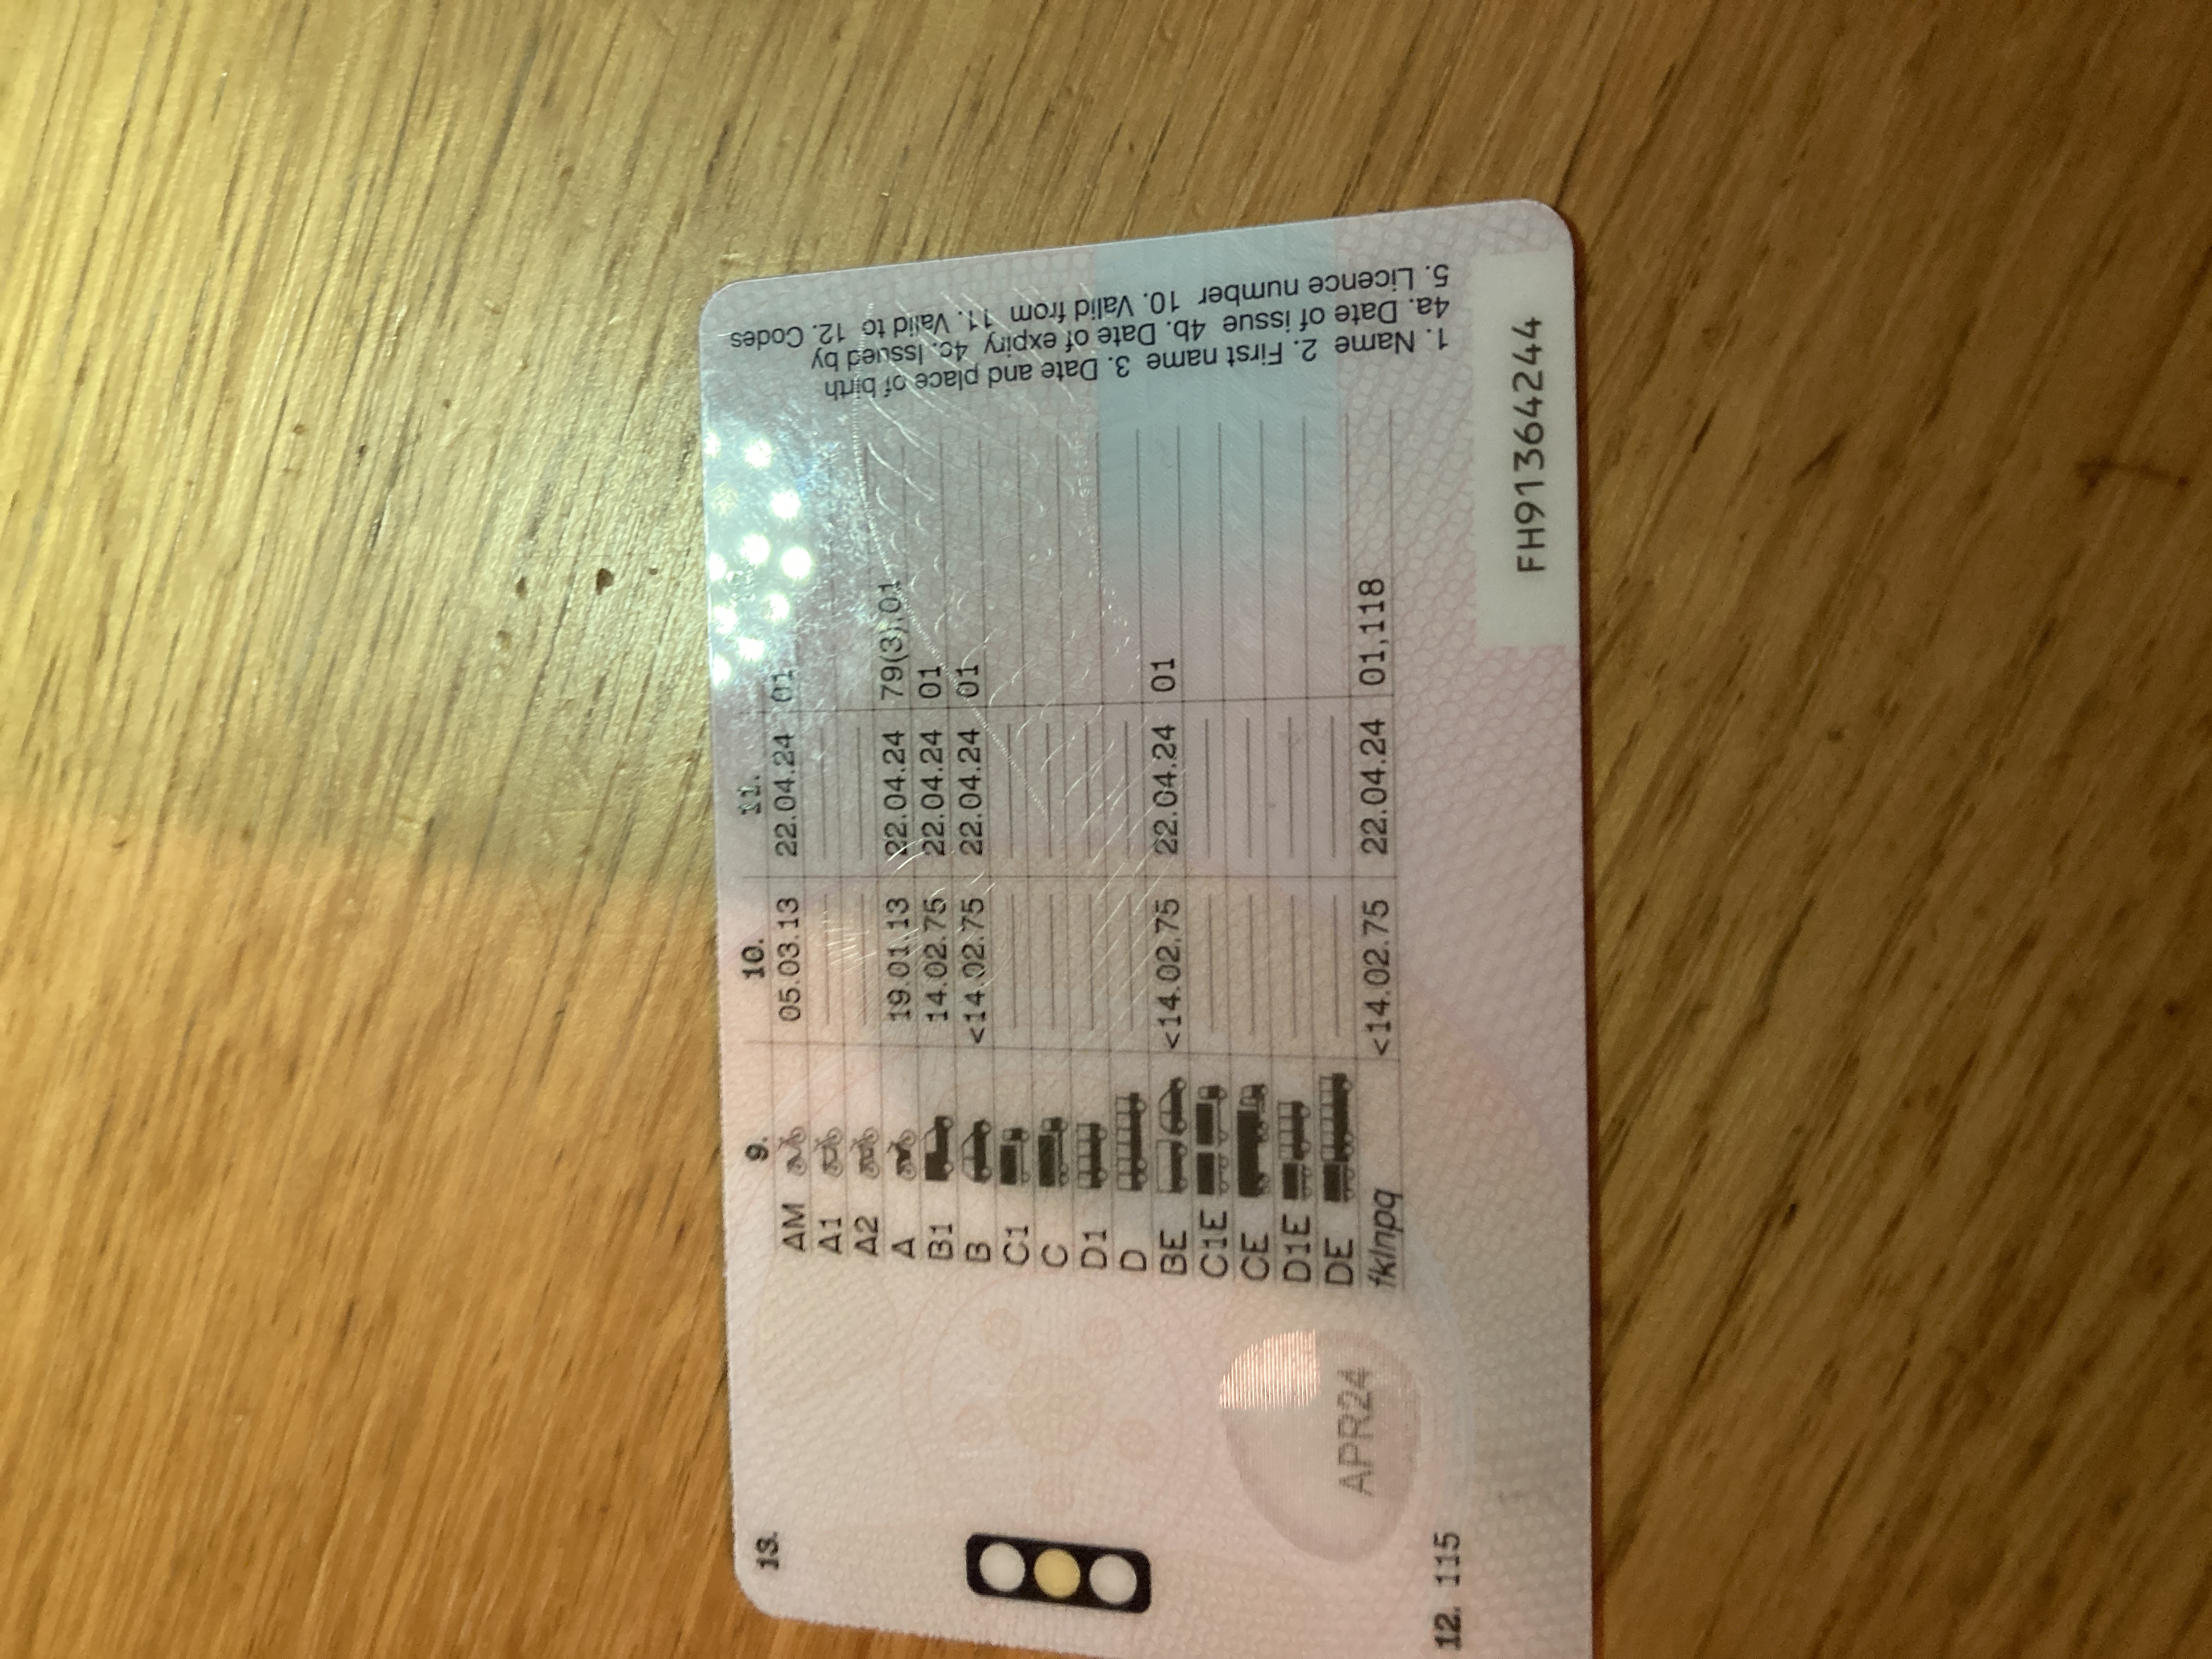 13.
9. 10. 11.
AM 05.03.13 22.04.24 01
A1
A2
A 19.01.13 22.04.24 79(3),01
B1 14.02.75 22.04.24 01
B <14.02.75 22.04.24 01
C1
C
D1
D
BE <14.02.75 22.04.24 01
C1E
CE
D1E
DE
fklnpq <14.02.75 22.04.24 01,118
APR24
12. 115
1. Name 2. First name 3. Date and place of birth
4a. Date of issue 4b. Date of expiry 4c. Issued by
5. Licence number 10. Valid from 11. Valid to 12. Codes
FH91364244